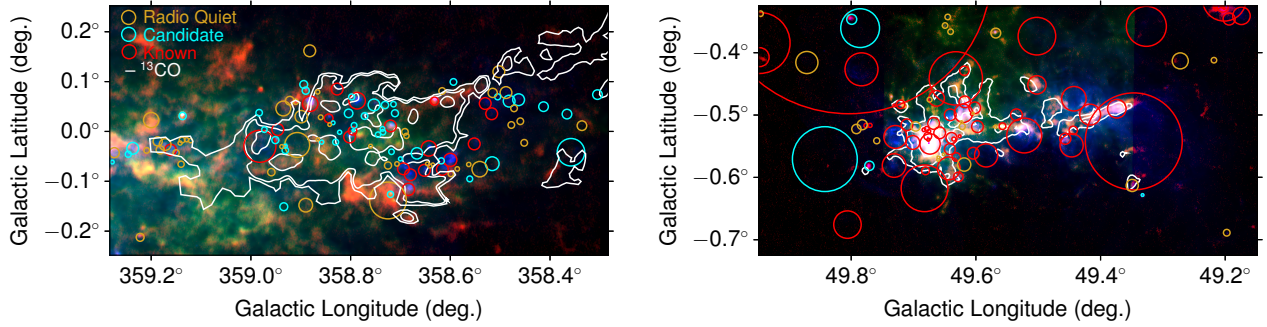 Radio Quiet
Candidate
Known
– ¹³CO
0.2°
0.1°
0.0°
−0.1°
−0.2°
Galactic Latitude (deg.)
359.2°
359.0°
358.8°
358.6°
358.4°
Galactic Longitude (deg.)
−0.4°
−0.5°
−0.6°
−0.7°
Galactic Latitude (deg.)
49.8°
49.6°
49.4°
49.2°
Galactic Longitude (deg.)